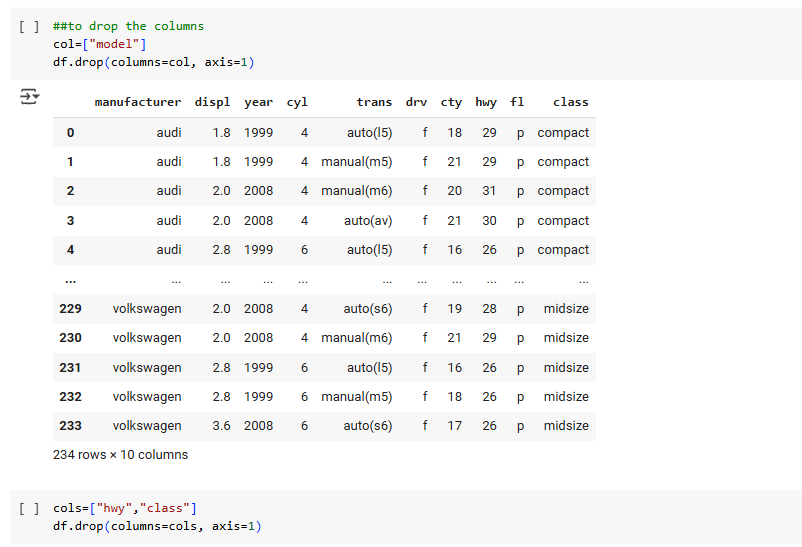 [ ] ##to drop the columns
col=["model"]
df.drop(columns=col, axis=1)
manufacturer displ year cyl trans drv cty hwy fl class
0 audi 1.8 1999 4 auto(l5) f 18 29 p compact
1 audi 1.8 1999 4 manual(m5) f 21 29 p compact
2 audi 2.0 2008 4 manual(m6) f 20 31 p compact
3 audi 2.0 2008 4 auto(av) f 21 30 p compact
4 audi 2.8 1999 6 auto(l5) f 16 26 p compact
... ... ... ... ... ... ... ... ... ... ...
229 volkswagen 2.0 2008 4 auto(s6) f 19 28 p midsize
230 volkswagen 2.0 2008 4 manual(m6) f 21 29 p midsize
231 volkswagen 2.8 1999 6 auto(l5) f 16 26 p midsize
232 volkswagen 2.8 1999 6 manual(m5) f 18 26 p midsize
233 volkswagen 3.6 2008 6 auto(s6) f 17 26 p midsize
234 rows × 10 columns
[ ] cols=["hwy","class"]
df.drop(columns=cols, axis=1)